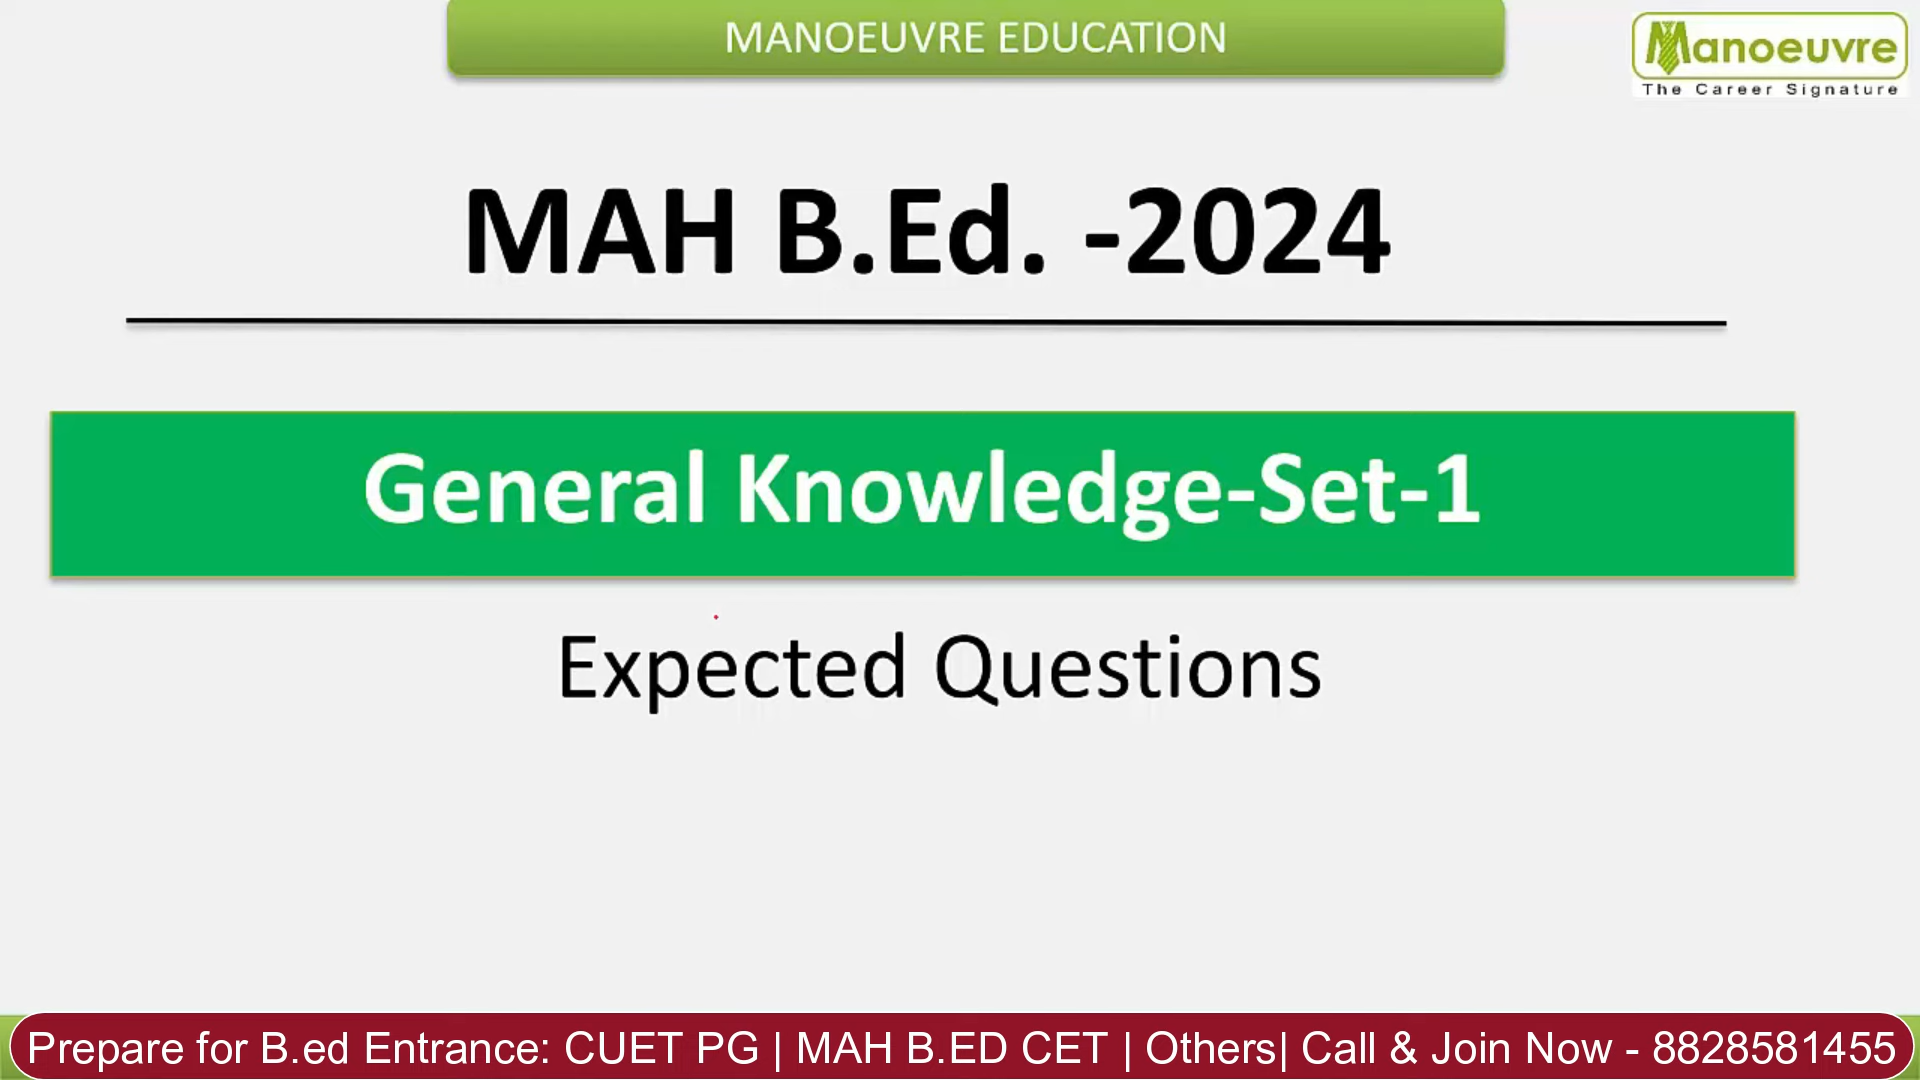 MANOEUVRE EDUCATION
Manoeuvre
The Career Signature
MAH B.Ed. -2024
General Knowledge-Set-1
Expected Questions
Prepare for B.ed Entrance: CUET PG | MAH B.ED CET | Others| Call & Join Now - 8828581455